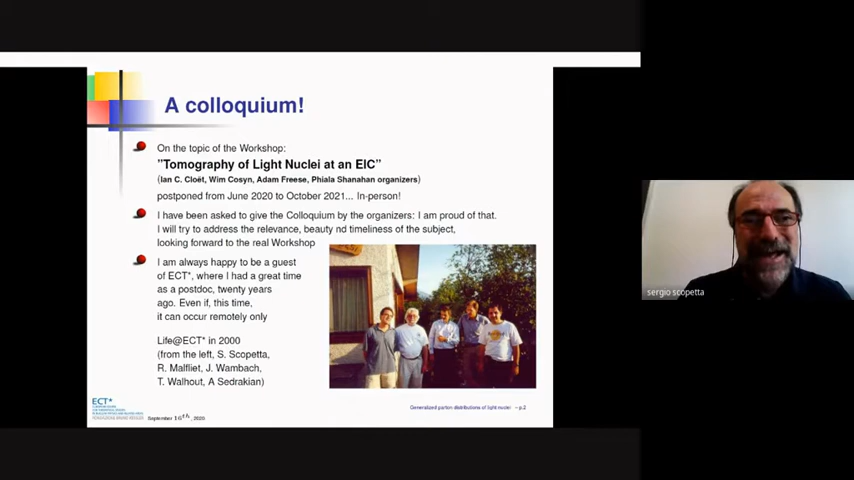 A colloquium!
On the topic of the Workshop:
"Tomography of Light Nuclei at an EIC"
(Ian C. Cloët, Wim Cosyn, Adam Freese, Phiala Shanahan organizers)
postponed from June 2020 to October 2021... In-person!
I have been asked to give the Colloquium by the organizers: I am proud of that.
I will try to address the relevance, beauty nd timeliness of the subject,
looking forward to the real Workshop
I am always happy to be a guest
of ECT*, where I had a great time
as a postdoc, twenty years
ago. Even if, this time,
it can occur remotely only
Life@ECT* in 2000
(from the left, S. Scopetta,
R. Malfliet, J. Wambach,
T. Walhout, A Sedrakian)
ECT*
September 16th, 2020
Generalized parton distributions of light nuclei – p.2
sergio scopetta